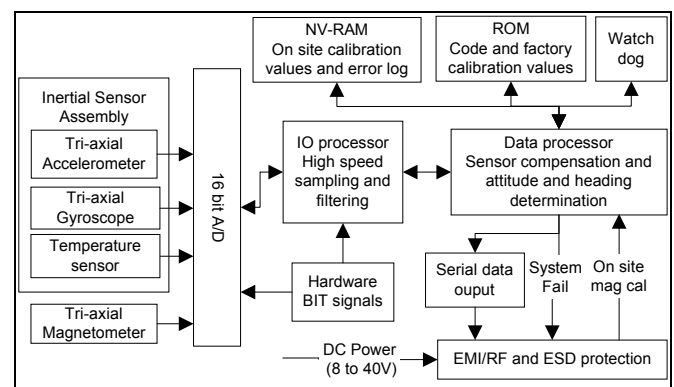 NV-RAM
On site calibration
values and error log
ROM
Code and factory
calibration values
Watch
dog
Inertial Sensor
Assembly
Tri-axial
Accelerometer
Tri-axial
Gyroscope
Temperature
sensor
Tri-axial
Magnetometer
16 bit A/D
IO processor
High speed
sampling and
filtering
Data processor
Sensor compensation and
attitude and heading
determination
Hardware
BIT signals
Serial data
ouput
System
Fail
On site
mag cal
DC Power
(8 to 40V)
EMI/RF and ESD protection